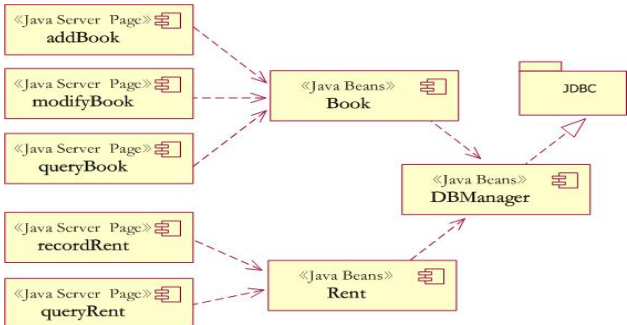 «Java Server Page»
addBook
«Java Server Page»
modifyBook
«Java Server Page»
queryBook
«Java Server Page»
recordRent
«Java Server Page»
queryRent
«Java Beans»
Book
«Java Beans»
Rent
«Java Beans»
DBManager
JDBC